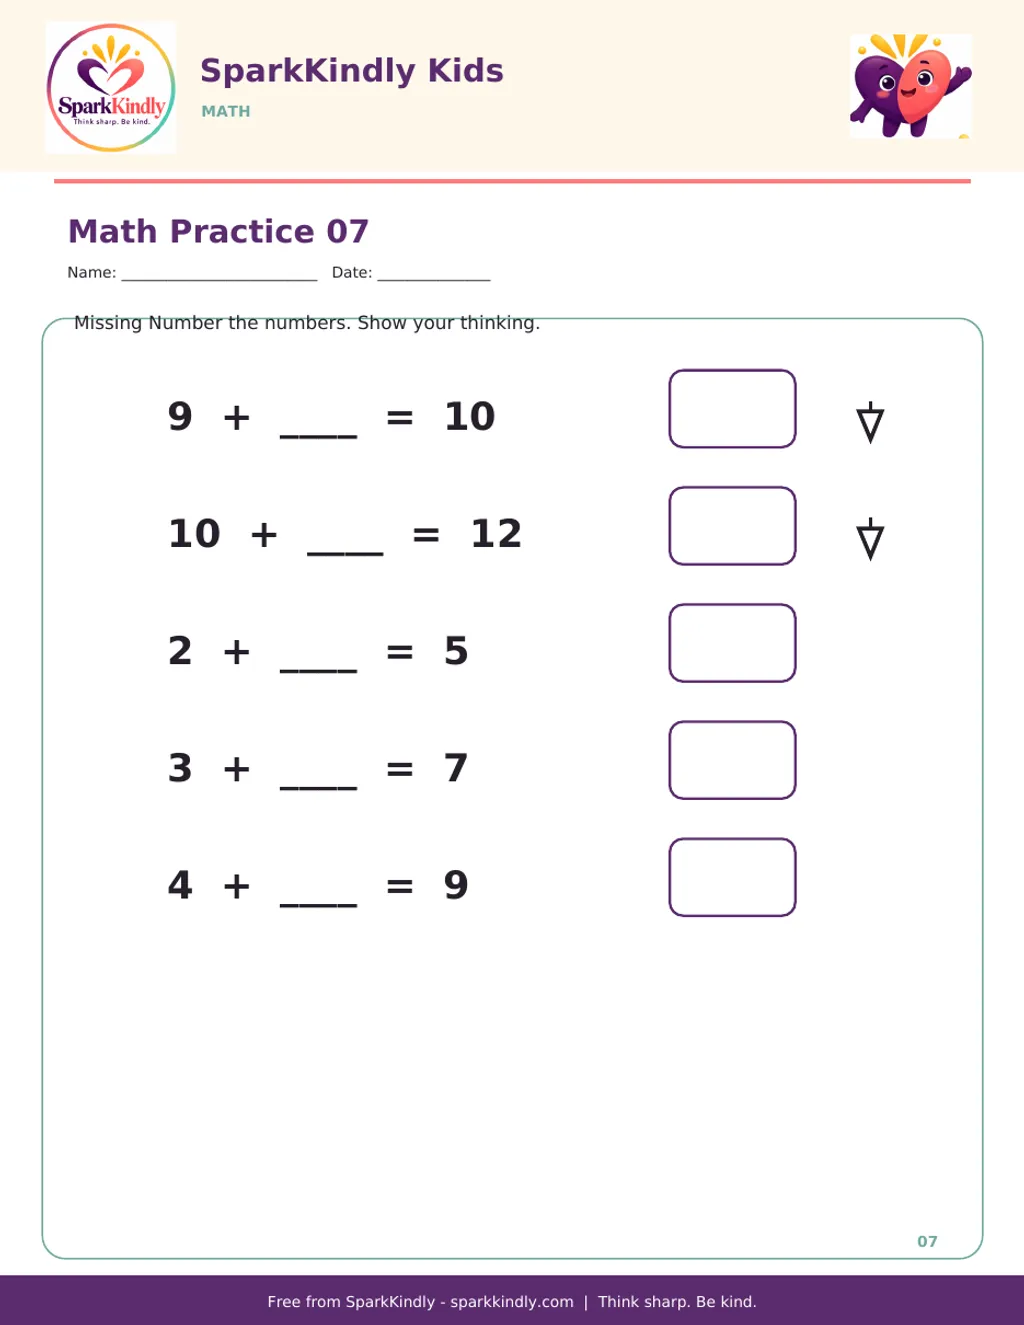 SparkKindly
Think sharp. Be kind.
SparkKindly Kids
MATH
Math Practice 07
Name: __________________________ Date: _______________
Missing Number the numbers. Show your thinking.
9 + ____ = 10
10 + ____ = 12
2 + ____ = 5
3 + ____ = 7
4 + ____ = 9
07
Free from SparkKindly - sparkkindly.com | Think sharp. Be kind.